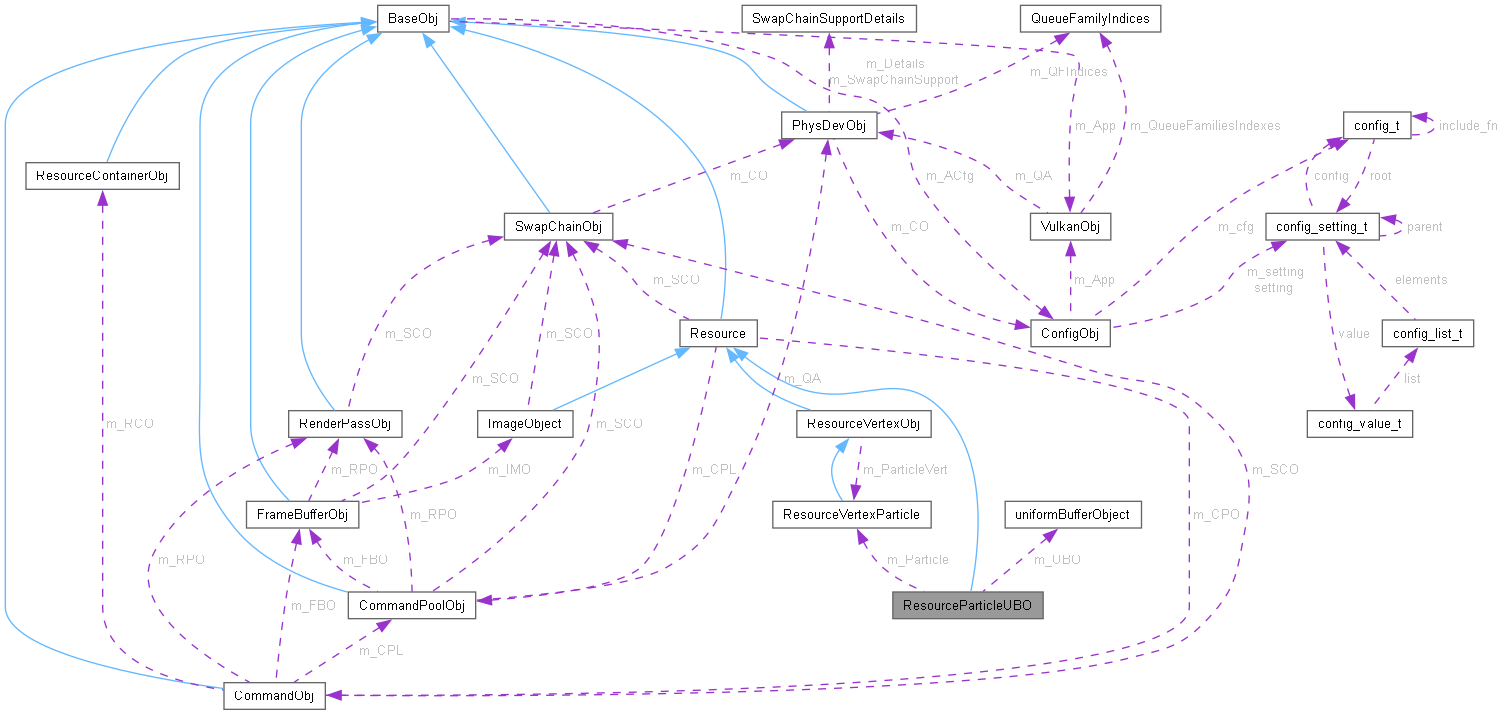 BaseObj
SwapChainSupportDetails
QueueFamilyIndices
m_Details
m_SwapChainSupport
m_QFIndices
PhysDevObj
m_App
m_QueueFamiliesIndexes
config_t
include_fn
ResourceContainerObj
m_CO
m_ACfg
m_QA
config
root
SwapChainObj
VulkanObj
m_CO
m_cfg
config_setting_t
parent
m_SCO
m_App
m_setting
setting
elements
m_SCO
m_SCO
Resource
ConfigObj
value
config_list_t
m_SCO
m_QA
list
m_RCO
RenderPassObj
ImageObject
m_SCO
ResourceVertexObj
config_value_t
m_RPO
m_IMO
m_CPL
m_ParticleVert
m_SCO
FrameBufferObj
m_RPO
ResourceVertexParticle
uniformBufferObject
m_CPO
m_RPO
m_FBO
m_Particle
m_UBO
m_FBO
CommandPoolObj
ResourceParticleUBO
m_CPL
CommandObj